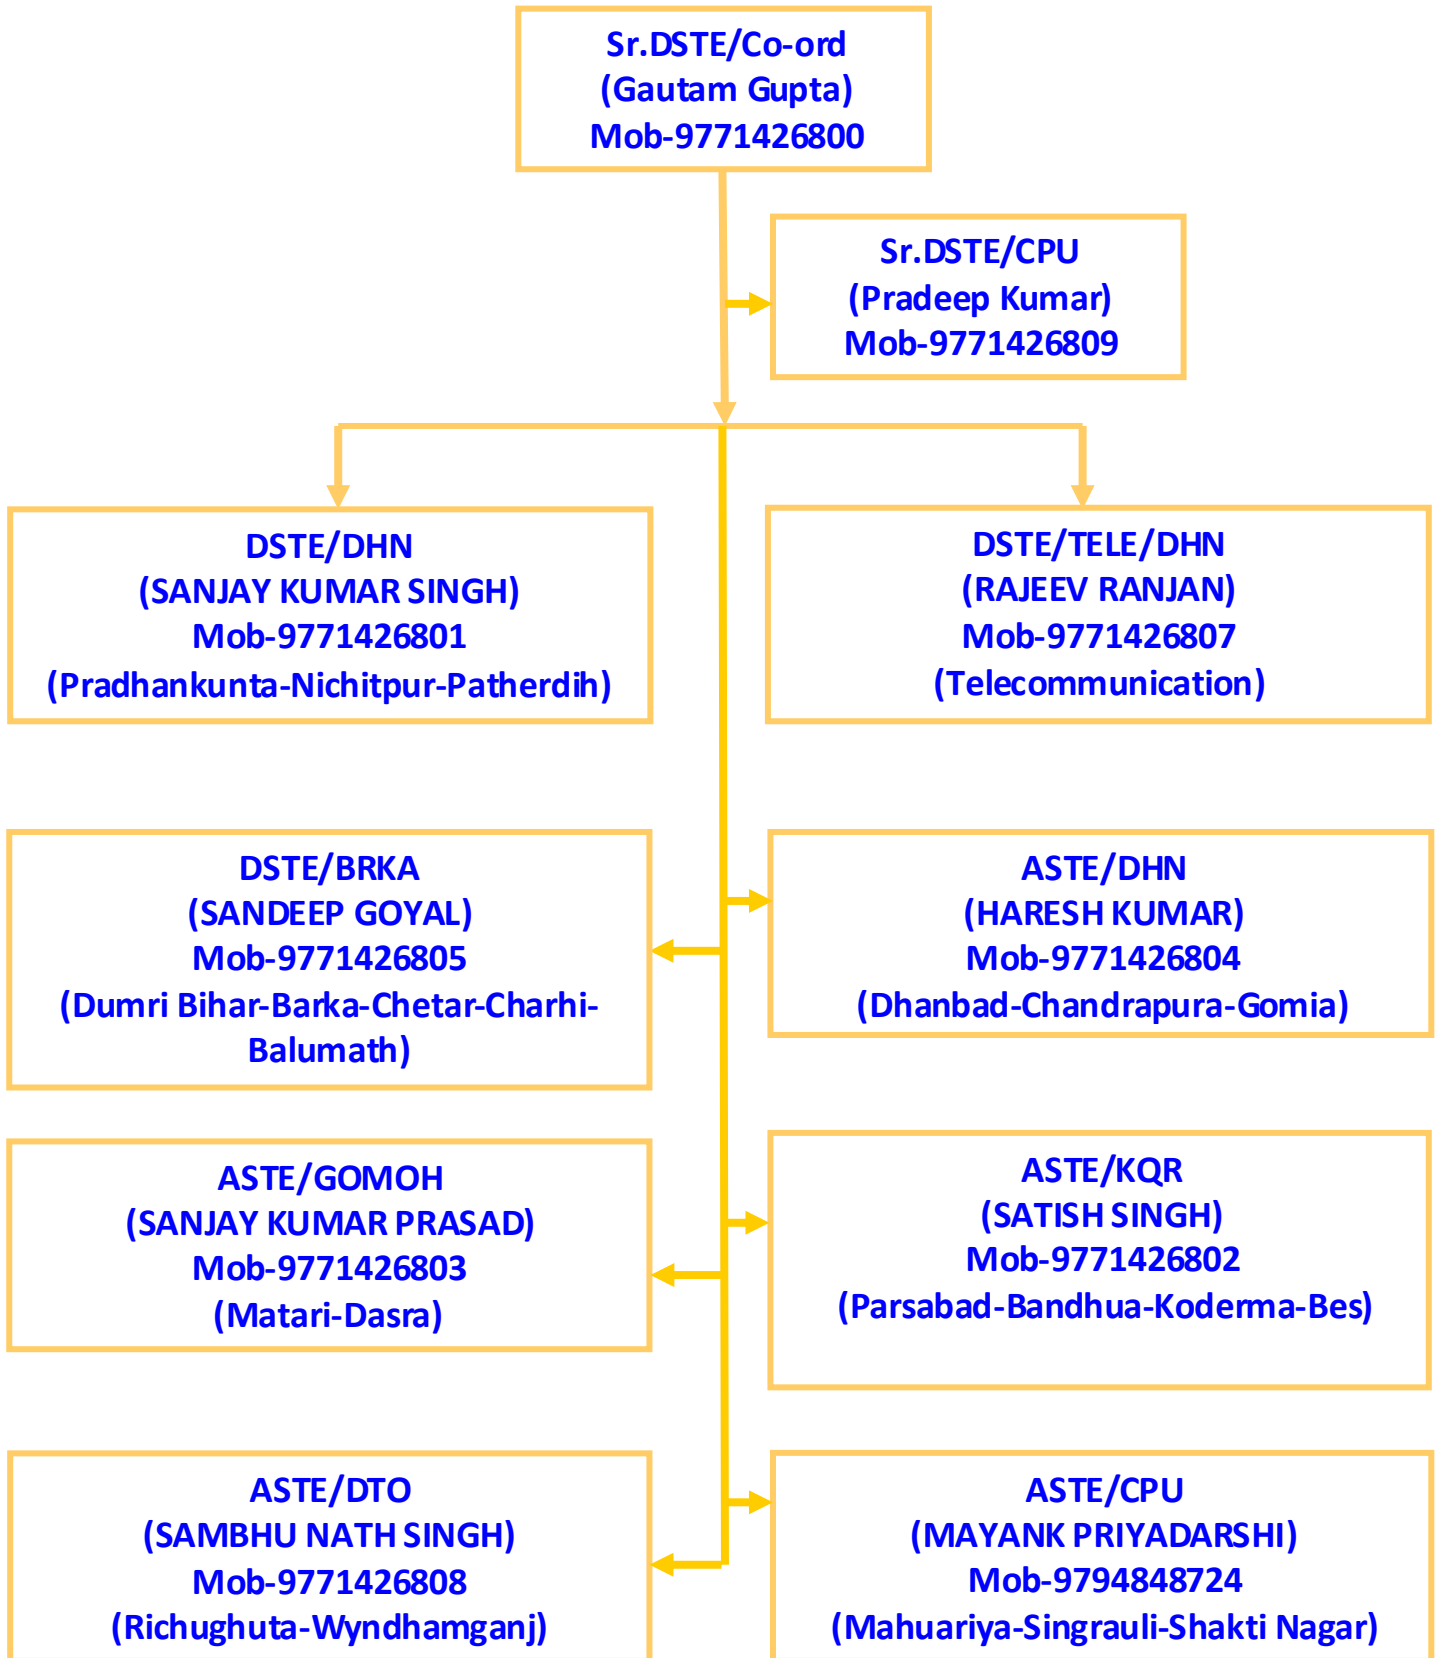 Sr.DSTE/Co-ord
(Gautam Gupta)
Mob-9771426800
Sr.DSTE/CPU
(Pradeep Kumar)
Mob-9771426809
DSTE/DHN
(SANJAY KUMAR SINGH)
Mob-9771426801
(Pradhankunta-Nichitpur-Patherdih)
DSTE/TELE/DHN
(RAJEEV RANJAN)
Mob-9771426807
(Telecommunication)
DSTE/BRKA
(SANDEEP GOYAL)
Mob-9771426805
(Dumri Bihar-Barka-Chetar-Charhi-
Balumath)
ASTE/DHN
(HARESH KUMAR)
Mob-9771426804
(Dhanbad-Chandrapura-Gomia)
ASTE/GOMOH
(SANJAY KUMAR PRASAD)
Mob-9771426803
(Matari-Dasra)
ASTE/KQR
(SATISH SINGH)
Mob-9771426802
(Parsabad-Bandhua-Koderma-Bes)
ASTE/DTO
(SAMBHU NATH SINGH)
Mob-9771426808
(Richughuta-Wyndhamganj)
ASTE/CPU
(MAYANK PRIYADARSHI)
Mob-9794848724
(Mahuariya-Singrauli-Shakti Nagar)